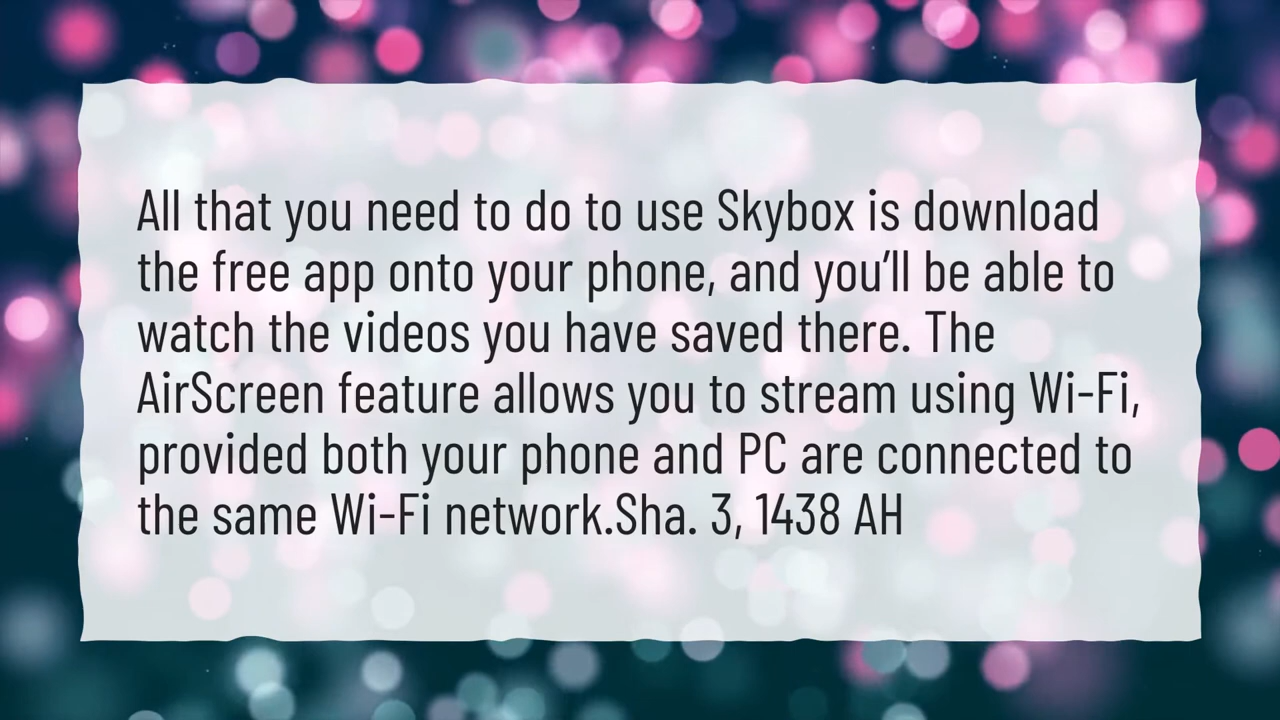 All that you need to do to use Skybox is download
the free app onto your phone, and you’ll be able to
watch the videos you have saved there. The
AirScreen feature allows you to stream using Wi-Fi,
provided both your phone and PC are connected to
the same Wi-Fi network.Sha. 3, 1438 AH